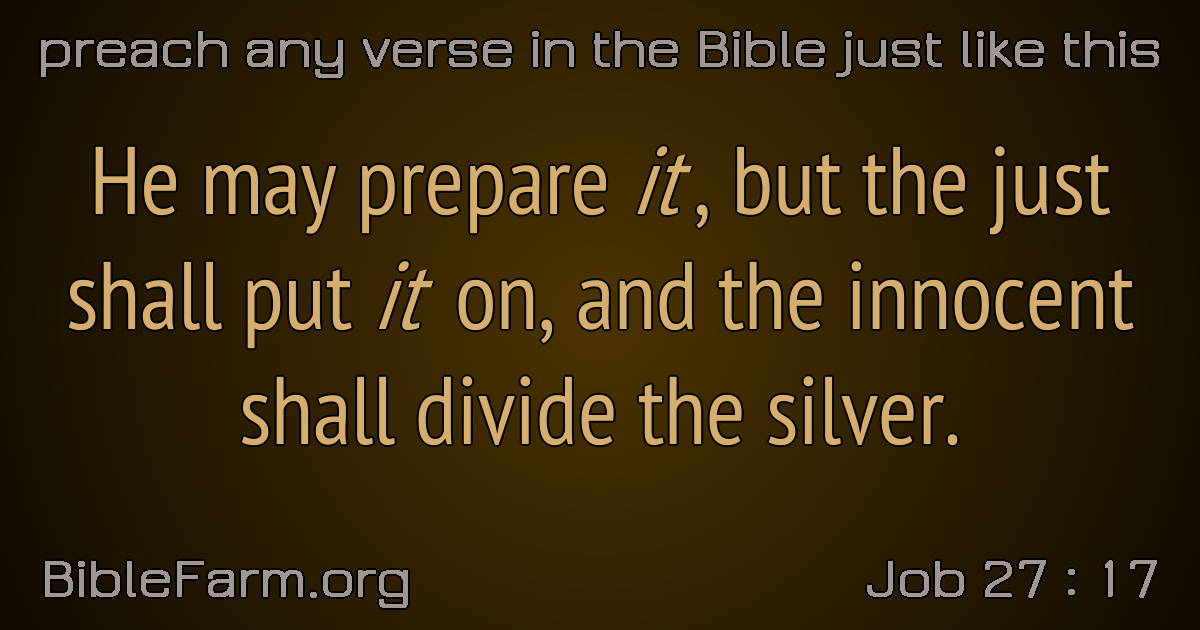 preach any verse in the Bible just like this
He may prepare it, but the just
shall put it on, and the innocent
shall divide the silver.
BibleFarm.org
Job 27 : 17